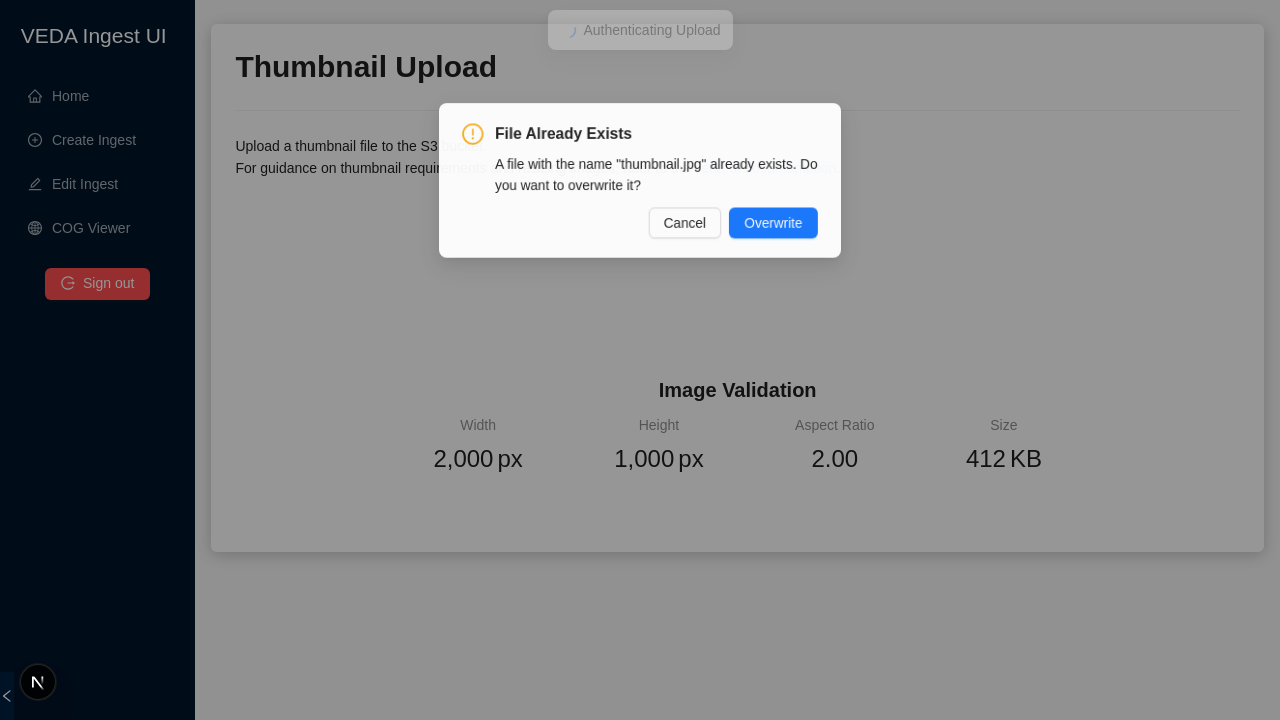 VEDA Ingest UI
Home
Create Ingest
Edit Ingest
COG Viewer
Sign out
Authenticating Upload
Thumbnail Upload
Upload a thumbnail file to the S3
For guidance on thumbnail requirements
File Already Exists
A file with the name "thumbnail.jpg" already exists. Do
you want to overwrite it?
Cancel
Overwrite
Image Validation
Width
Height
Aspect Ratio
Size
2,000 px
1,000 px
2.00
412 KB
N